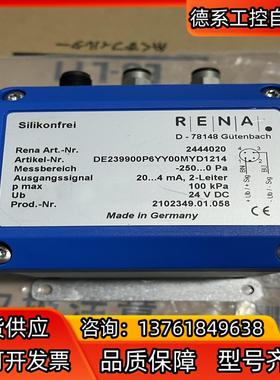 德系工控自
Silikonfrei
RENA
D - 78148 Gütenbach
Rena Art.-Nr. 2444020
Artikel-Nr. DE239900P6YY00MYD1214
Messbereich -250...0 Pa
Ausgangssignal 20...4 mA, 2-Leiter
p max 100 kPa
Ub 24 V DC
Prod.-Nr. 2102349.01.058
Made in Germany
货供应 咨询：13761849638
可开发票 品质保障 型号齐